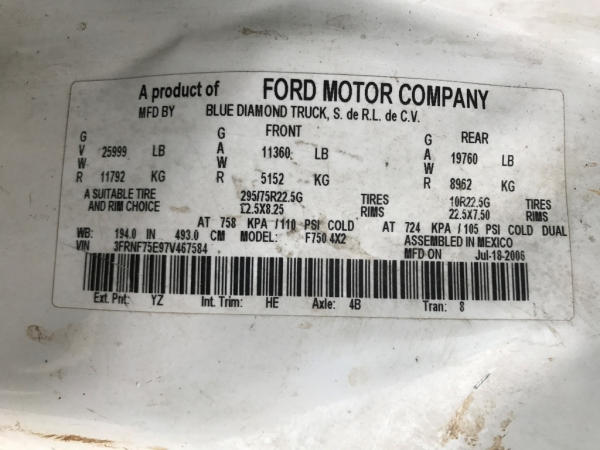 A product of FORD MOTOR COMPANY
MFD BY BLUE DIAMOND TRUCK, S. de R.L. de C.V.
G FRONT REAR
V 25999 LB G A 11360 LB G A 19760 LB
W W W
R 11792 KG R 5152 KG R 8962 KG
A SUITABLE TIRE 295/75R22.5G TIRES 10R22.5G TIRES
AND RIM CHOICE 22.5X8.25 RIMS 22.5X7.50 RIMS
AT 758 KPA /110 PSI COLD AT 724 KPA /105 PSI COLD DUAL
WB: 194.0 IN 493.0 CM MODEL: F750 4X2 ASSEMBLED IN MEXICO
VIN 3FRNF75E97V467584 MFD ON Jul-18-2006
Ext. Pnt: YZ Int. Trim: HE Axle: 4B Tran: 8